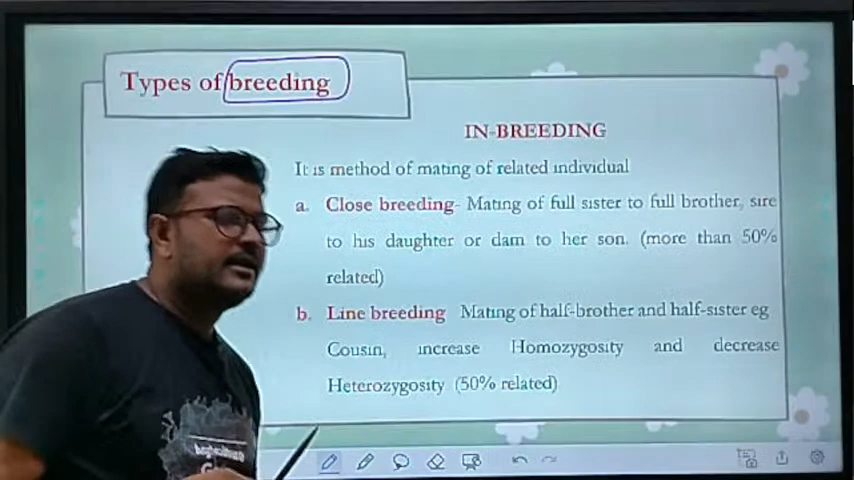 Types of breeding
IN-BREEDING
It is method of mating of related individual
a. Close breeding- Mating of full sister to full brother, sire
to his daughter or dam to her son. (more than 50%
related)
b. Line breeding Mating of half-brother and half-sister eg
Cousin, increase Homozygosity and decrease
Heterozygosity (50% related)